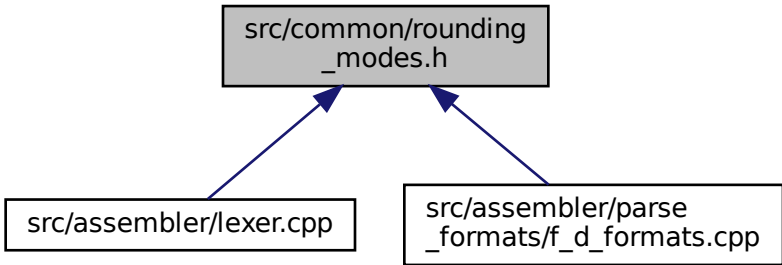 src/common/rounding
_modes.h
src/assembler/lexer.cpp
src/assembler/parse
_formats/f_d_formats.cpp